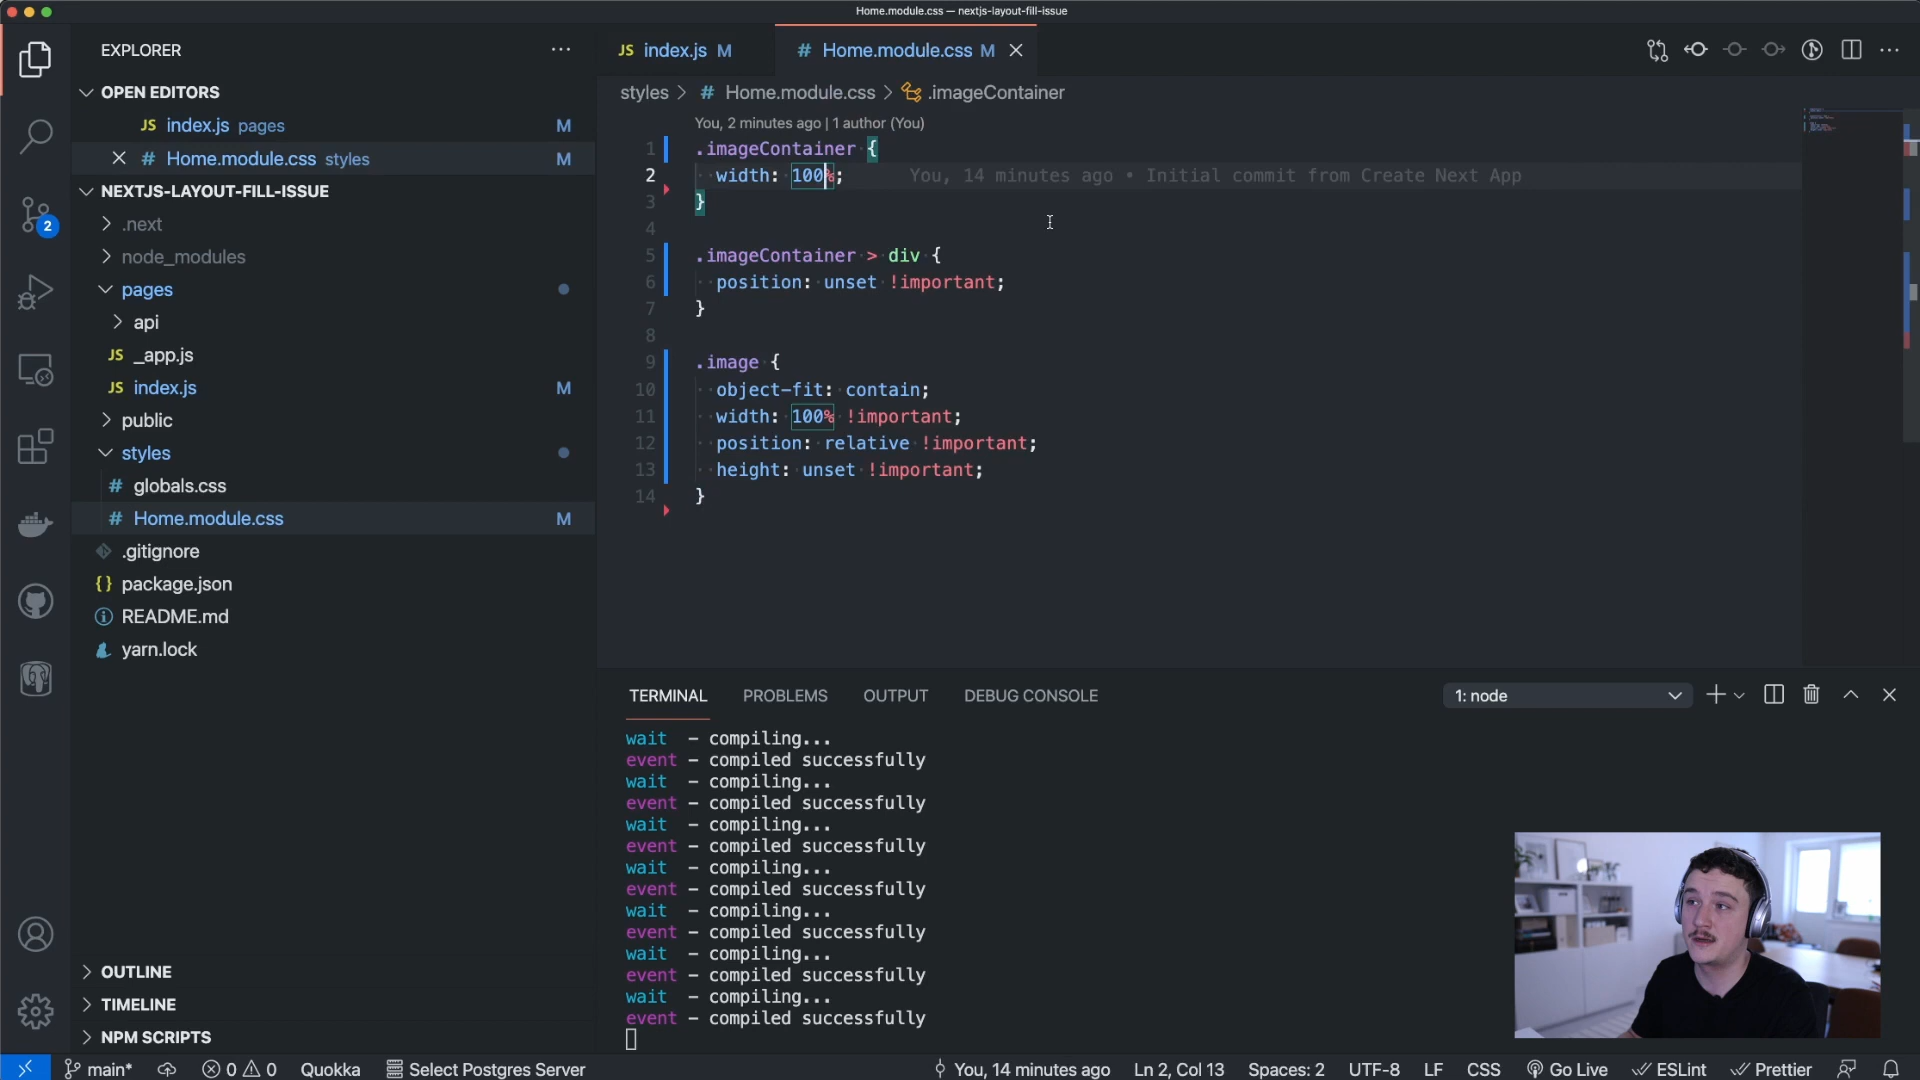 Home.module.css — nextjs-layout-fill-issue
EXPLORER
OPEN EDITORS
JS index.js pages M
# Home.module.css styles M
NEXTJS-LAYOUT-FILL-ISSUE
.next
node_modules
pages
api
JS _app.js
JS index.js M
public
styles
# globals.css
# Home.module.css M
.gitignore
{} package.json
README.md
yarn.lock
OUTLINE
TIMELINE
NPM SCRIPTS
2
JS index.js M
# Home.module.css M
styles > # Home.module.css > .imageContainer
You, 2 minutes ago | 1 author (You)
1 .imageContainer {
2 width: 100%; You, 14 minutes ago • Initial commit from Create Next App
3 }
4
5 .imageContainer > div {
6 position: unset !important;
7 }
8
9 .image {
10 object-fit: contain;
11 width: 100% !important;
12 position: relative !important;
13 height: unset !important;
14 }
TERMINAL PROBLEMS OUTPUT DEBUG CONSOLE 1: node
wait - compiling...
event - compiled successfully
wait - compiling...
event - compiled successfully
wait - compiling...
event - compiled successfully
wait - compiling...
event - compiled successfully
wait - compiling...
event - compiled successfully
wait - compiling...
event - compiled successfully
wait - compiling...
event - compiled successfully
main* 0 0 Quokka Select Postgres Server You, 14 minutes ago Ln 2, Col 13 Spaces: 2 UTF-8 LF CSS Go Live ESLint Prettier